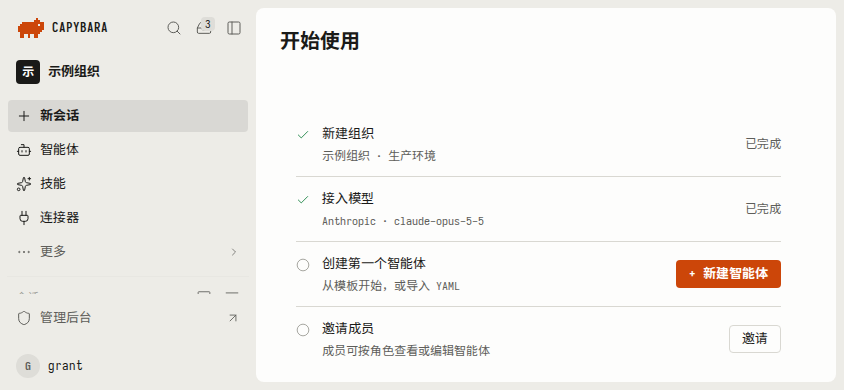 CAPYBARA
3
示 示例组织
新会话
智能体
技能
连接器
更多
管理后台
G grant
开始使用
新建组织
示例组织 · 生产环境
已完成
接入模型
Anthropic · claude-opus-5-5
已完成
创建第一个智能体
从模板开始，或导入 YAML
+ 新建智能体
邀请成员
成员可按角色查看或编辑智能体
邀请